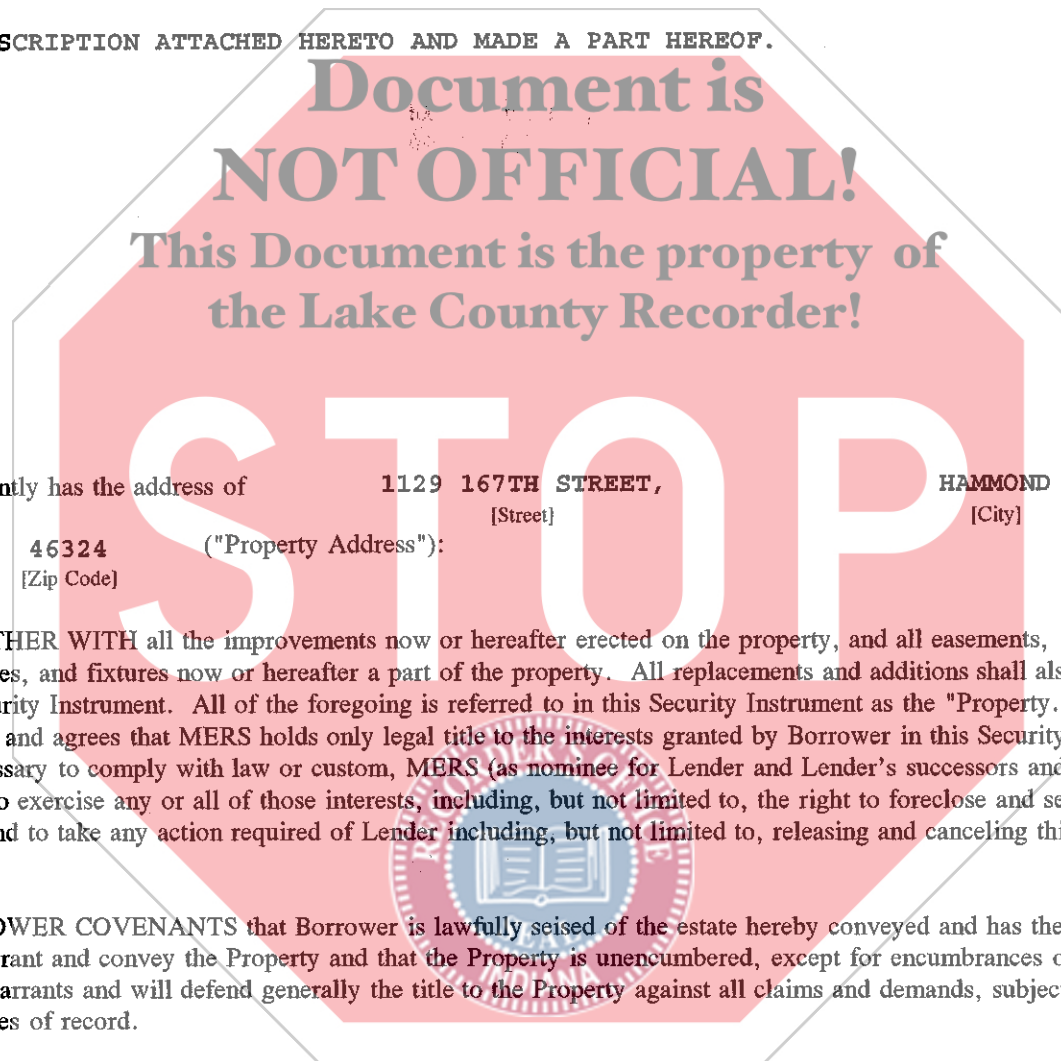 SCRIPTION ATTACHED HERETO AND MADE A PART HEREOF.
Document is
NOT OFFICIAL!
This Document is the property of
the Lake County Recorder!
STOP
ntly has the address of 1129 167TH STREET, HAMMOND
[Street] [City]
46324 ("Property Address"):
[Zip Code]
THER WITH all the improvements now or hereafter erected on the property, and all easements,
es, and fixtures now or hereafter a part of the property. All replacements and additions shall als
urity Instrument. All of the foregoing is referred to in this Security Instrument as the "Property.
and agrees that MERS holds only legal title to the interests granted by Borrower in this Security
ssary to comply with law or custom, MERS (as nominee for Lender and Lender's successors and
o exercise any or all of those interests, including, but not limited to, the right to foreclose and se
nd to take any action required of Lender including, but not limited to, releasing and canceling thi
OWER COVENANTS that Borrower is lawfully seised of the estate hereby conveyed and has the
rant and convey the Property and that the Property is unencumbered, except for encumbrances o
arrants and will defend generally the title to the Property against all claims and demands, subject
es of record.
RECORDER'S OFFICE
SEAL
INDIANA